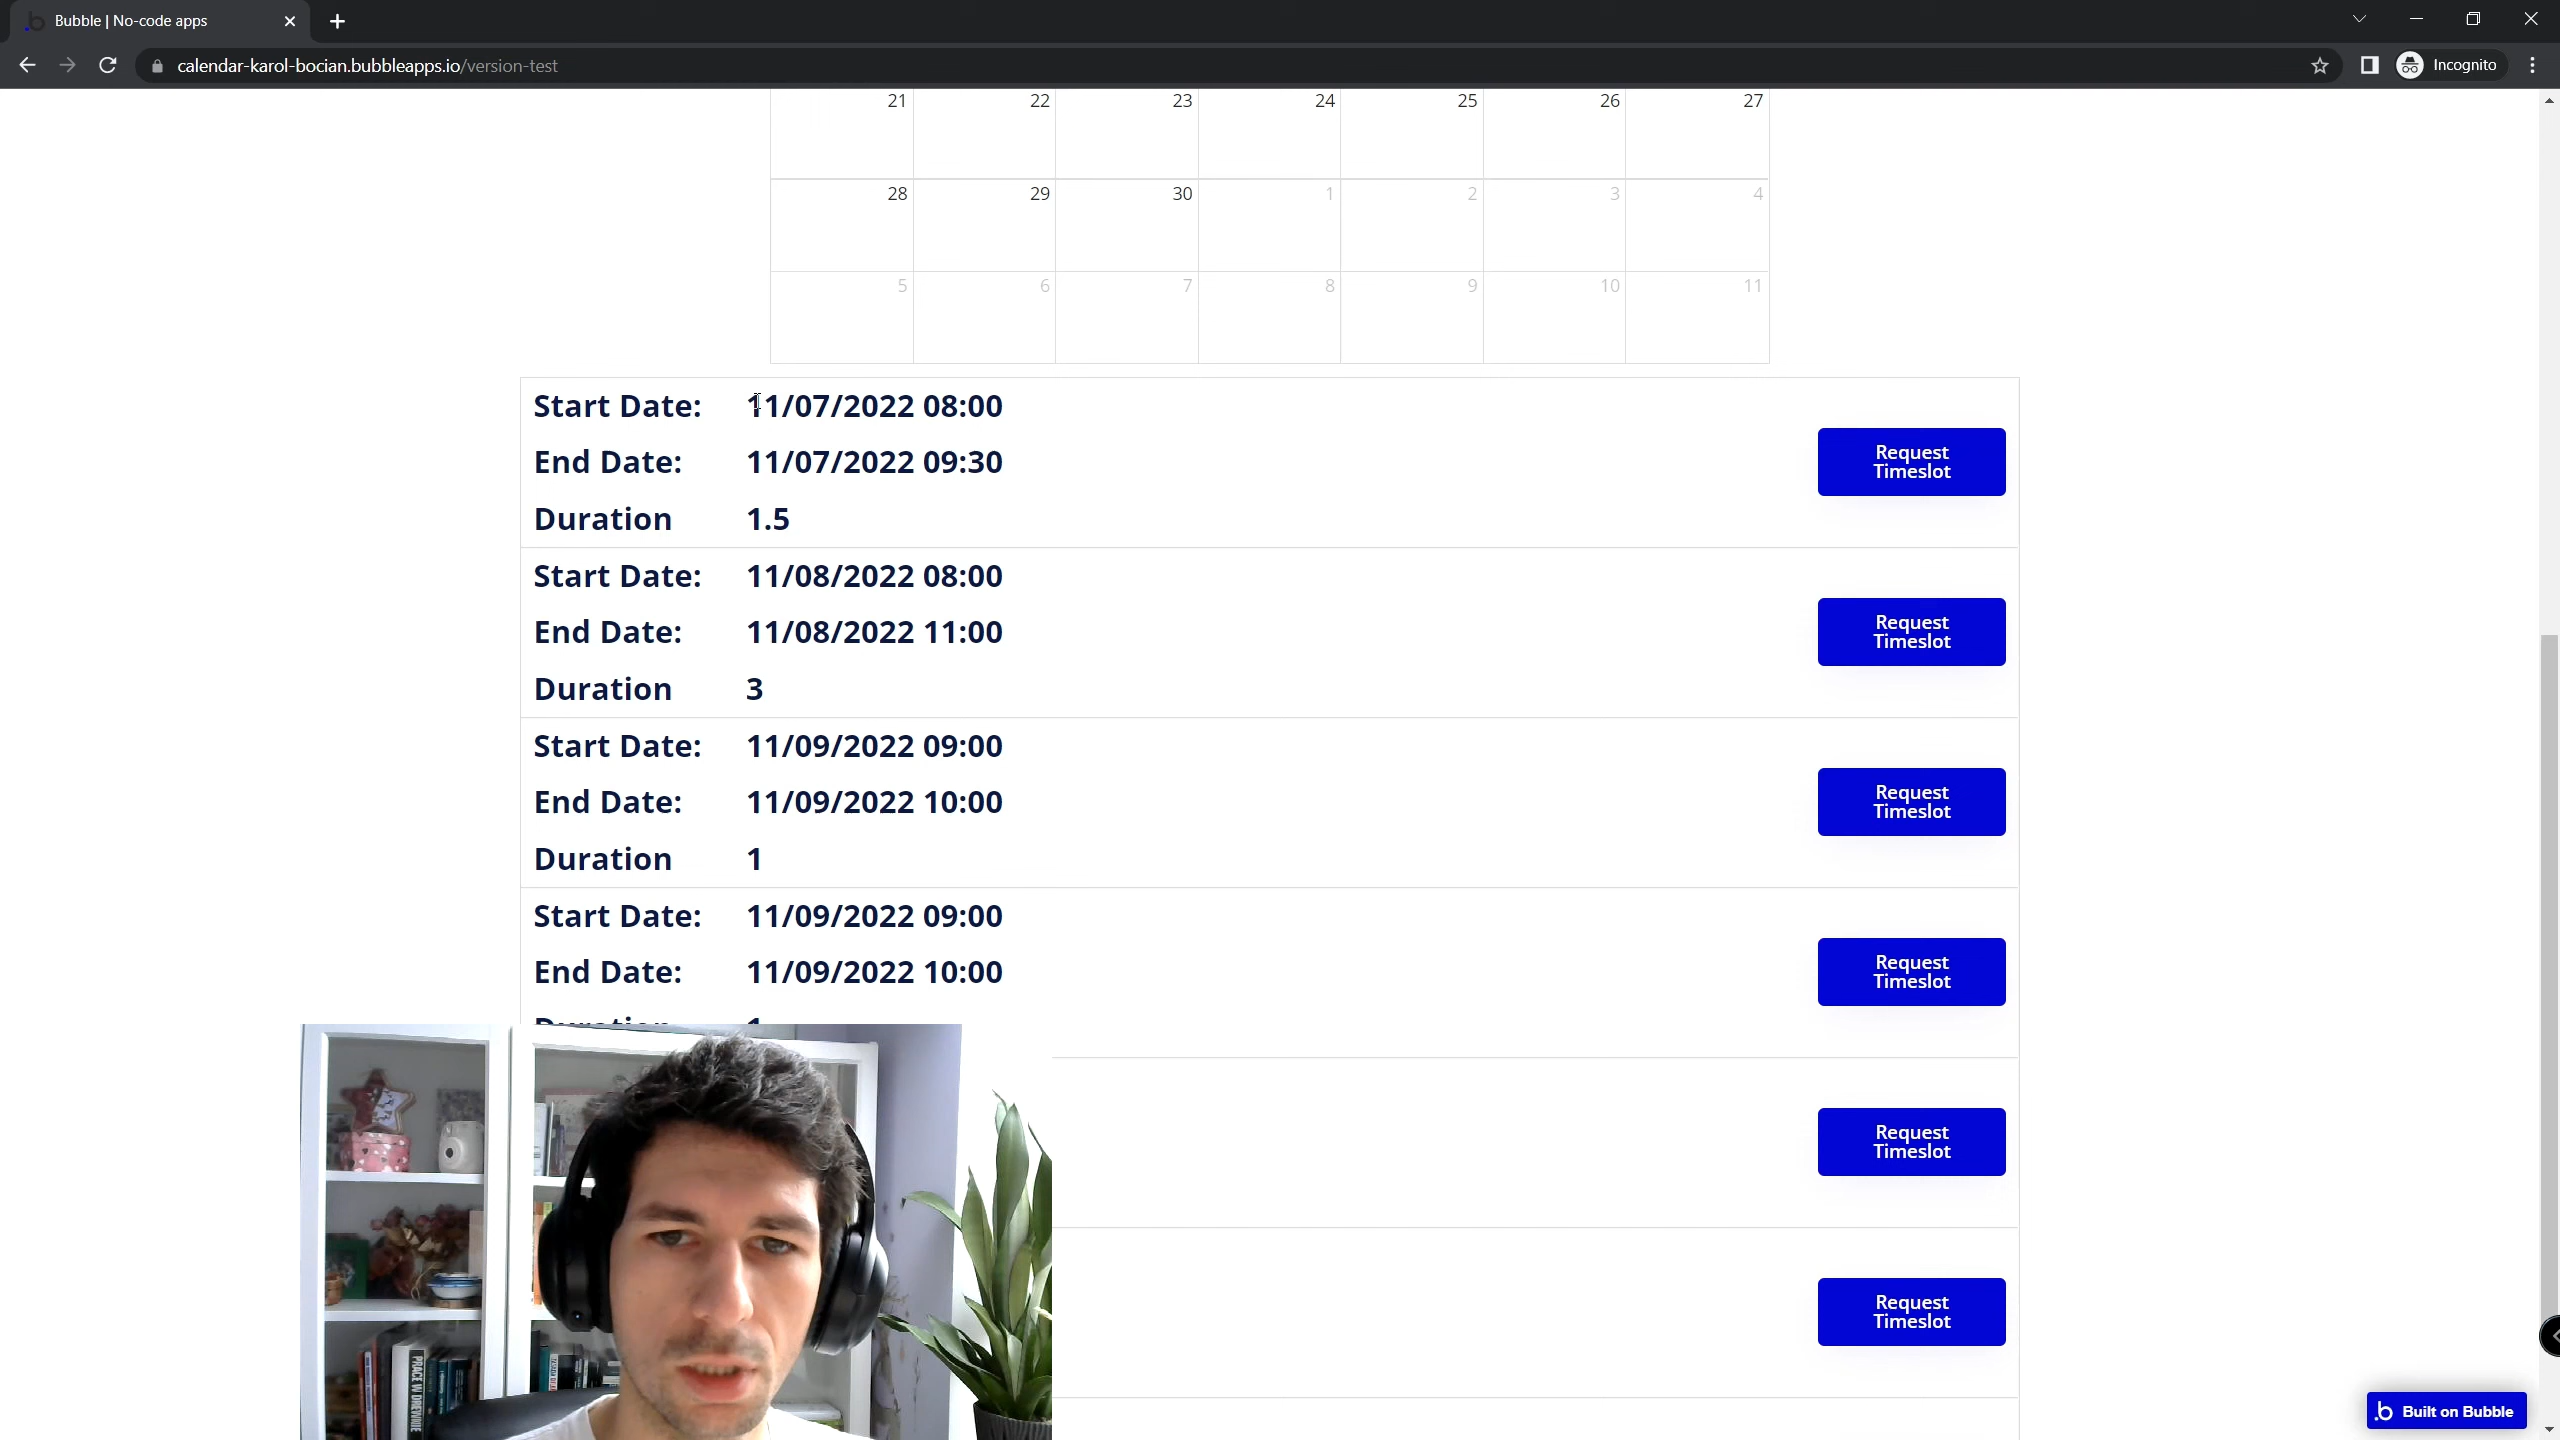 Bubble | No-code apps
calendar-karol-bocian.bubbleapps.io/version-test
Incognito
21 22 23 24 25 26 27
28 29 30 1 2 3 4
5 6 7 8 9 10 11
Start Date: 11/07/2022 08:00
End Date: 11/07/2022 09:30
Request
Timeslot
Duration 1.5
Start Date: 11/08/2022 08:00
End Date: 11/08/2022 11:00
Request
Timeslot
Duration 3
Start Date: 11/09/2022 09:00
End Date: 11/09/2022 10:00
Request
Timeslot
Duration 1
Start Date: 11/09/2022 09:00
End Date: 11/09/2022 10:00
Request
Timeslot
Duration 1
Request
Timeslot
Request
Timeslot
PRACE W DREWNIE
Built on Bubble